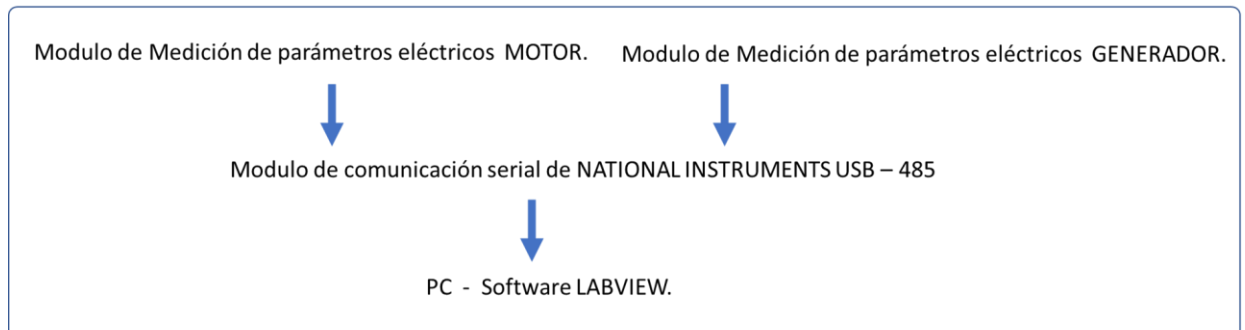 Modulo de Medición de parámetros eléctricos MOTOR.
Modulo de Medición de parámetros eléctricos GENERADOR.
Modulo de comunicación serial de NATIONAL INSTRUMENTS USB – 485
PC - Software LABVIEW.